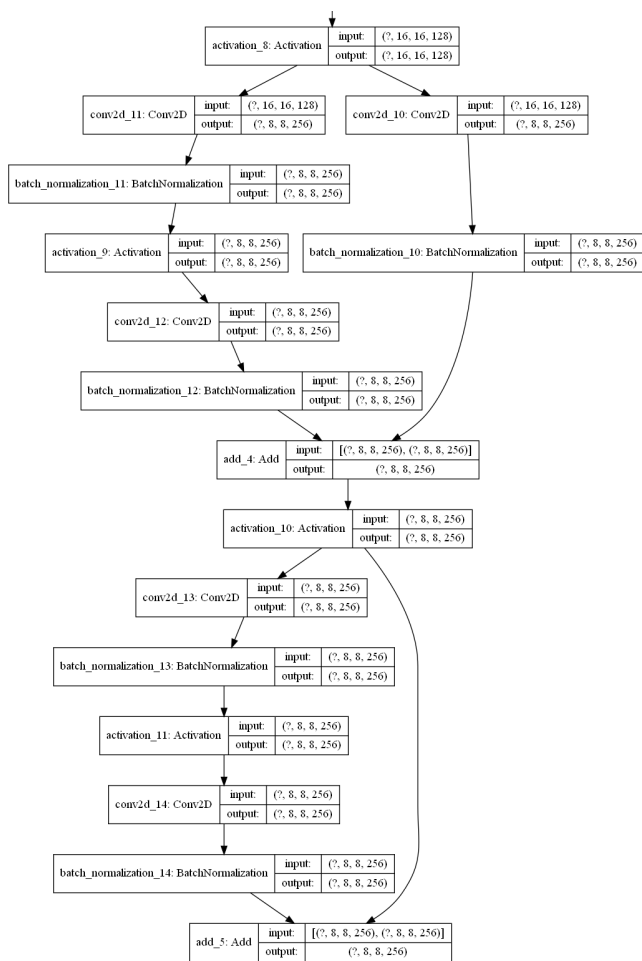 activation_8: Activation input: (?, 16, 16, 128)
output: (?, 16, 16, 128)
conv2d_11: Conv2D input: (?, 16, 16, 128)
output: (?, 8, 8, 256)
conv2d_10: Conv2D input: (?, 16, 16, 128)
output: (?, 8, 8, 256)
batch_normalization_11: BatchNormalization input: (?, 8, 8, 256)
output: (?, 8, 8, 256)
activation_9: Activation input: (?, 8, 8, 256)
output: (?, 8, 8, 256)
batch_normalization_10: BatchNormalization input: (?, 8, 8, 256)
output: (?, 8, 8, 256)
conv2d_12: Conv2D input: (?, 8, 8, 256)
output: (?, 8, 8, 256)
batch_normalization_12: BatchNormalization input: (?, 8, 8, 256)
output: (?, 8, 8, 256)
add_4: Add input: [(?, 8, 8, 256), (?, 8, 8, 256)]
output: (?, 8, 8, 256)
activation_10: Activation input: (?, 8, 8, 256)
output: (?, 8, 8, 256)
conv2d_13: Conv2D input: (?, 8, 8, 256)
output: (?, 8, 8, 256)
batch_normalization_13: BatchNormalization input: (?, 8, 8, 256)
output: (?, 8, 8, 256)
activation_11: Activation input: (?, 8, 8, 256)
output: (?, 8, 8, 256)
conv2d_14: Conv2D input: (?, 8, 8, 256)
output: (?, 8, 8, 256)
batch_normalization_14: BatchNormalization input: (?, 8, 8, 256)
output: (?, 8, 8, 256)
add_5: Add input: [(?, 8, 8, 256), (?, 8, 8, 256)]
output: (?, 8, 8, 256)